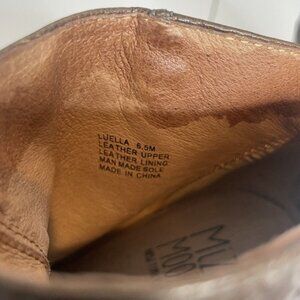 LUELLA 6.5M
LEATHER UPPER
LEATHER LINING
MAN MADE SOLE
MADE IN CHINA